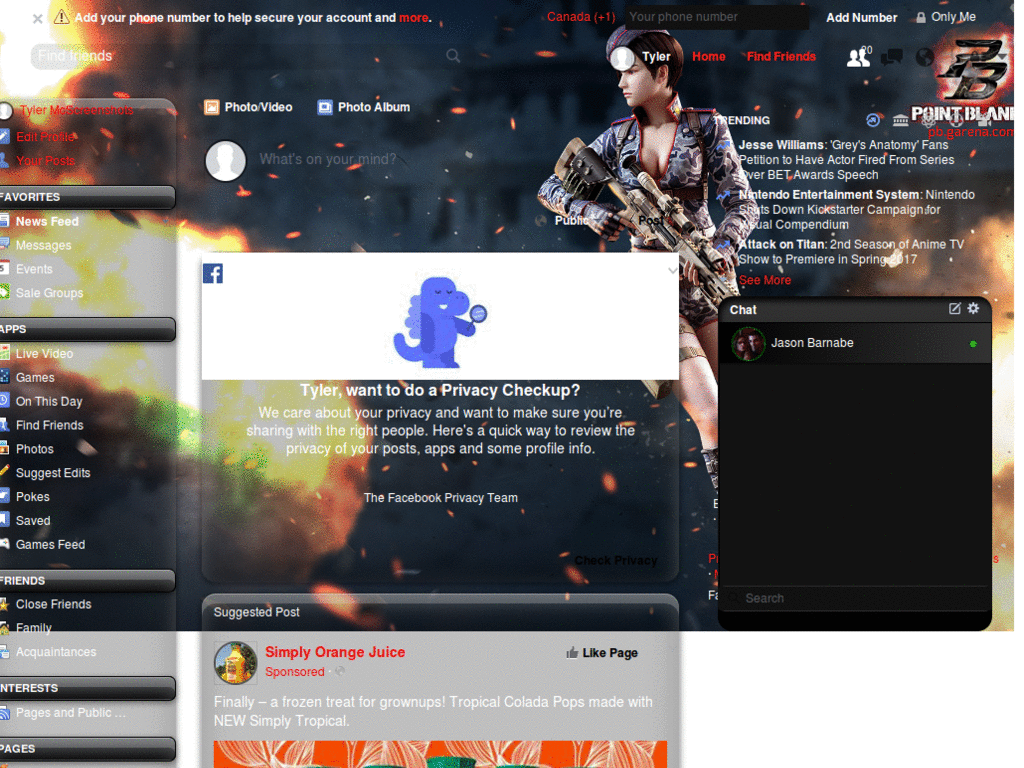 Add your phone number to help secure your account and more.
Canada (+1)
Your phone number
Add Number
Only Me
Find friends
Tyler
Home
Find Friends
20
POINT BLANK
pb.garena.com
Tyler McScreenshots
Edit Profile
Your Posts
FAVORITES
News Feed
Messages
Events
Sale Groups
APPS
Live Video
Games
On This Day
Find Friends
Photos
Suggest Edits
Pokes
Saved
Games Feed
FRIENDS
Close Friends
Family
Acquaintances
INTERESTS
Pages and Public ...
PAGES
Photo/Video
Photo Album
What's on your mind?
Public
Post
Tyler, want to do a Privacy Checkup?
We care about your privacy and want to make sure you're
sharing with the right people. Here's a quick way to review the
privacy of your posts, apps and some profile info.
The Facebook Privacy Team
Check Privacy
Suggested Post
Simply Orange Juice
Sponsored ·
Like Page
Finally – a frozen treat for grownups! Tropical Colada Pops made with
NEW Simply Tropical.
TRENDING
Jesse Williams: 'Grey's Anatomy' Fans
Petition to Have Actor Fired From Series
Over BET Awards Speech
Nintendo Entertainment System: Nintendo
Shuts Down Kickstarter Campaign for
Visual Compendium
Attack on Titan: 2nd Season of Anime TV
Show to Premiere in Spring 2017
See More
Chat
Jason Barnabe
Search